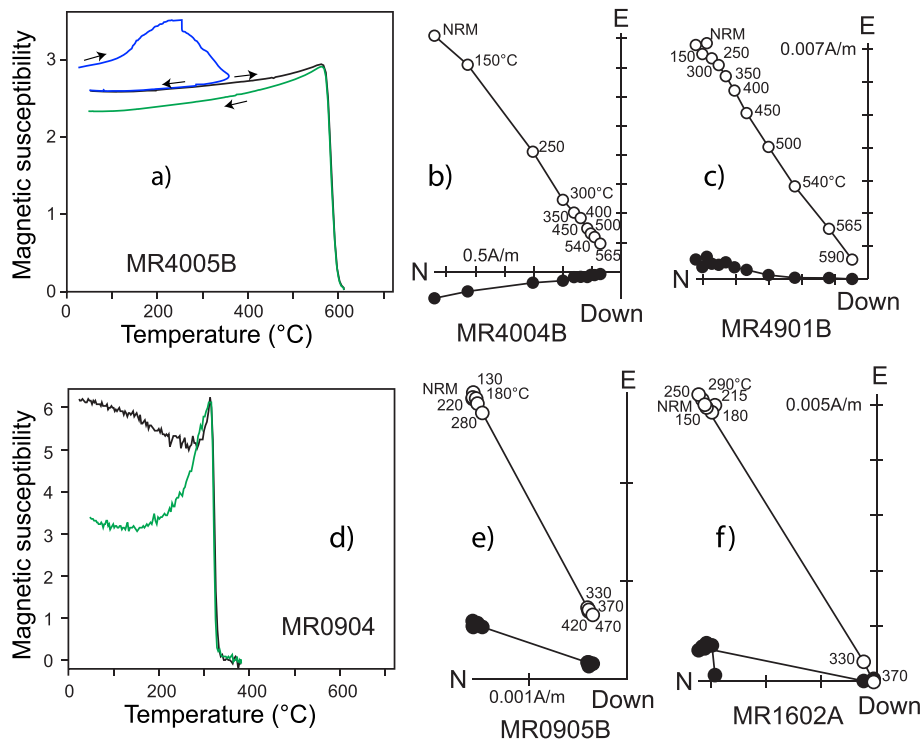 Magnetic susceptibility
3
2
1
0
a)
MR4005B
0
200
400
600
Temperature (°C)
E
NRM
150°C
250
b)
300°C
350
400
450
500
540
565
N
0.5A/m
Down
MR4004B
E
NRM
0.007A/m
150
250
300
350
400
450
c)
500
540°C
565
590
N
Down
MR4901B
Magnetic susceptibility
6
5
4
3
2
1
0
d)
MR0904
0
200
400
600
Temperature (°C)
E
130
NRM
180°C
220
280
e)
330
370
420
470
N
0.001A/m
Down
MR0905B
E
290°C
250
215
0.005A/m
NRM
150
180
f)
330
370
N
Down
MR1602A